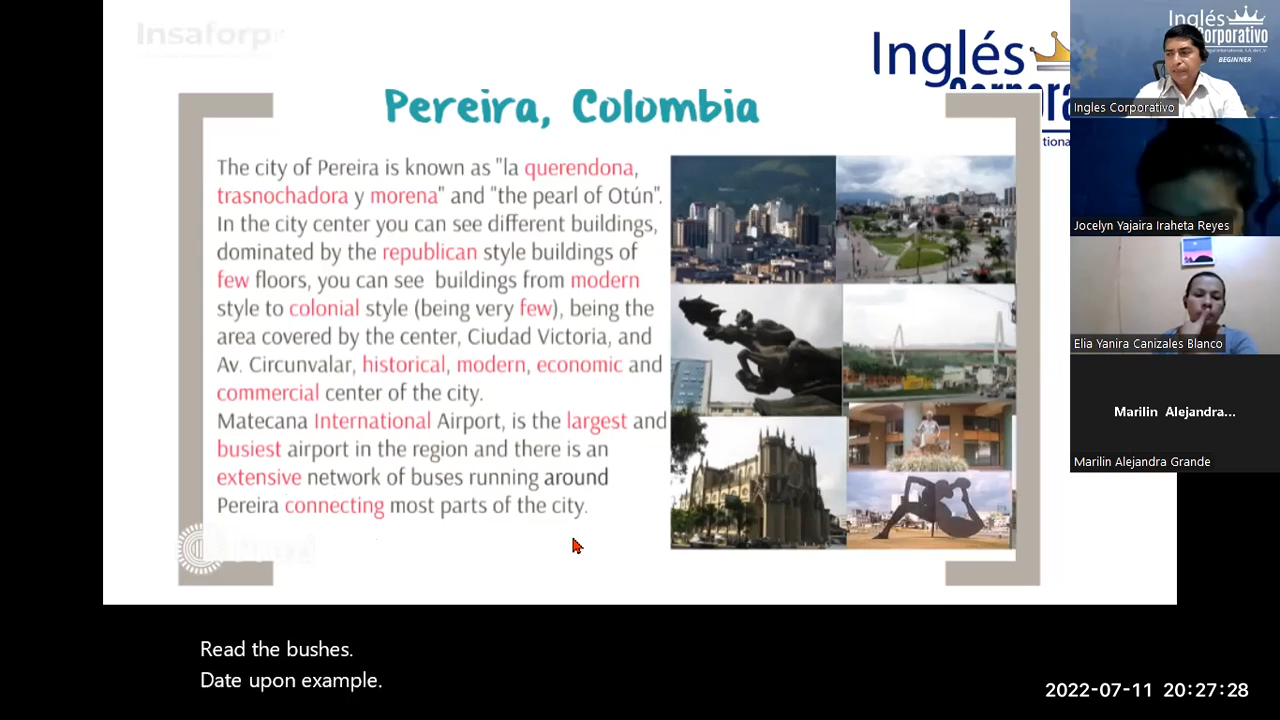 Insaforp
Inglés
Corporativo
BEGINNER
Inglés
Pereira, Colombia
Ingles Corporativo
The city of Pereira is known as "la querendona,
trasnochadora y morena" and "the pearl of Otún".
In the city center you can see different buildings,
dominated by the republican style buildings of
few floors, you can see buildings from modern
style to colonial style (being very few), being the
area covered by the center, Ciudad Victoria, and
Av. Circunvalar, historical, modern, economic and
commercial center of the city.
Matecana International Airport, is the largest and
busiest airport in the region and there is an
extensive network of buses running around
Pereira connecting most parts of the city.
Jocelyn Yajaira Iraheta Reyes
Elia Yanira Canizales Blanco
Marilin Alejandra...
Marilin Alejandra Grande
Read the bushes.
Date upon example.
2022-07-11 20:27:28